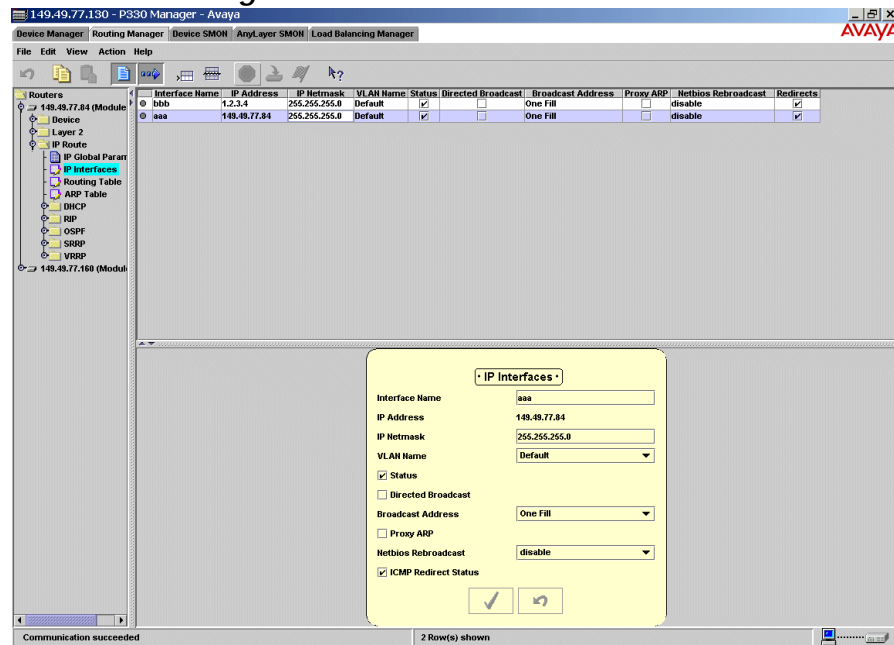 149.49.77.130 - P330 Manager - Avaya
Device Manager Routing Manager Device SMON AnyLayer SMON Load Balancing Manager
AVAYA
File Edit View Action Help
Routers
149.49.77.84 (Module
Device
Layer 2
IP Route
IP Global Param
IP Interfaces
Routing Table
ARP Table
DHCP
RIP
OSPF
SRRP
VRRP
149.49.77.160 (Modul
Interface Name IP Address IP Netmask VLAN Name Status Directed Broadcast Broadcast Address Proxy ARP Netbios Rebroadcast Redirects
bbb 1.2.3.4 255.255.255.0 Default One Fill disable
aaa 149.49.77.84 255.255.255.0 Default One Fill disable
· IP Interfaces ·
Interface Name aaa
IP Address 149.49.77.84
IP Netmask 255.255.255.0
VLAN Name Default
Status
Directed Broadcast
Broadcast Address One Fill
Proxy ARP
Netbios Rebroadcast disable
ICMP Redirect Status
Communication succeeded 2 Row(s) shown